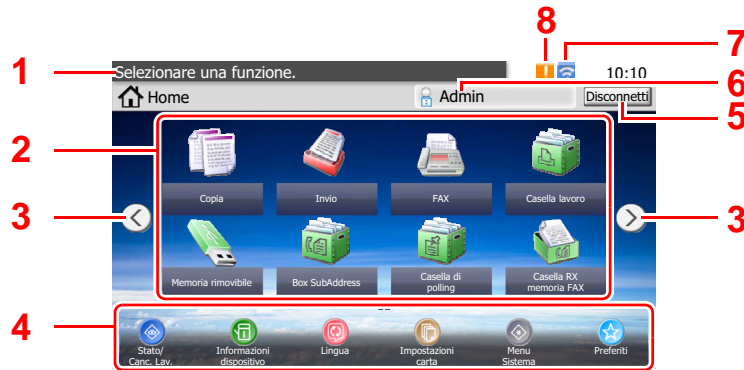 8
7
1
Selezionare una funzione.
10:10
6
Home
Admin
Disconnetti
5
2
Copia
Invio
FAX
Casella lavoro
3
3
Memoria rimovibile
Box SubAddress
Casella di
polling
Casella RX
memoria FAX
4
Stato/
Canc. Lav.
Informazioni
dispositivo
Lingua
Impostazioni
carta
Menu
Sistema
Preferiti